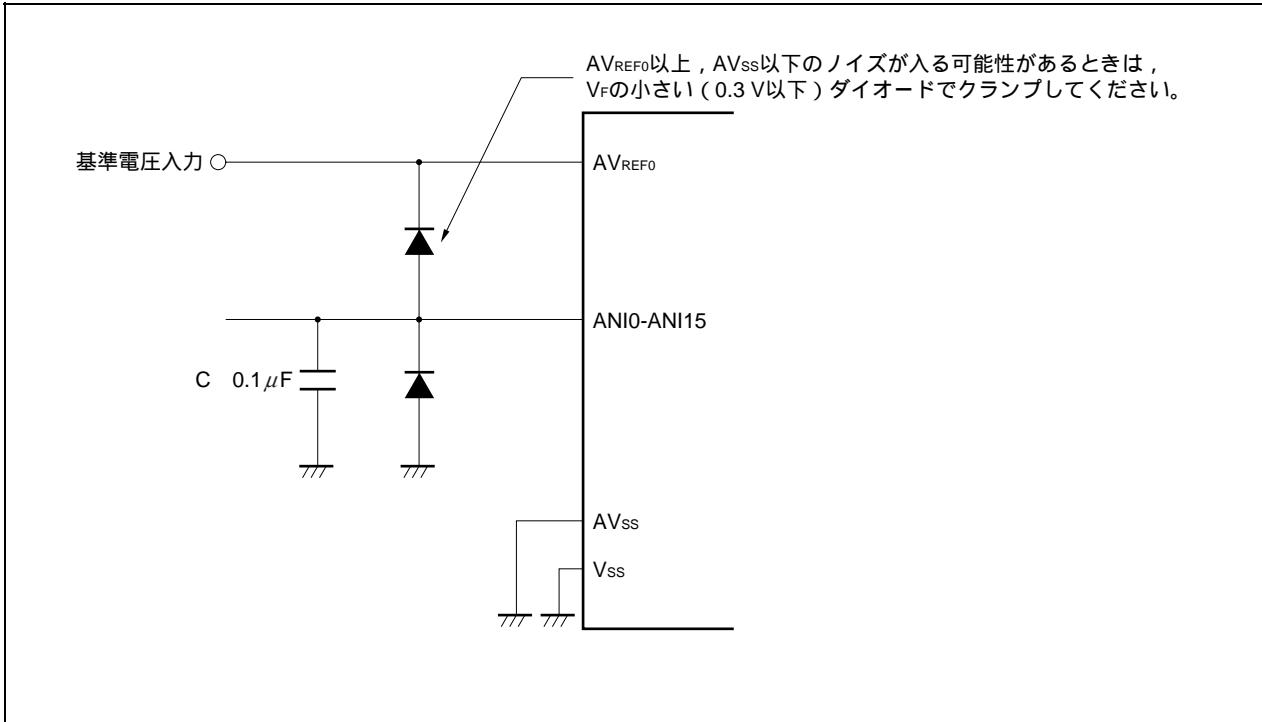 AVREF0以上，AVSS以下のノイズが入る可能性があるときは，
VFの小さい（0.3 V以下）ダイオードでクランプしてください。
基準電圧入力
AVREF0
ANI0-ANI15
C 0.1μF
AVSS
VSS